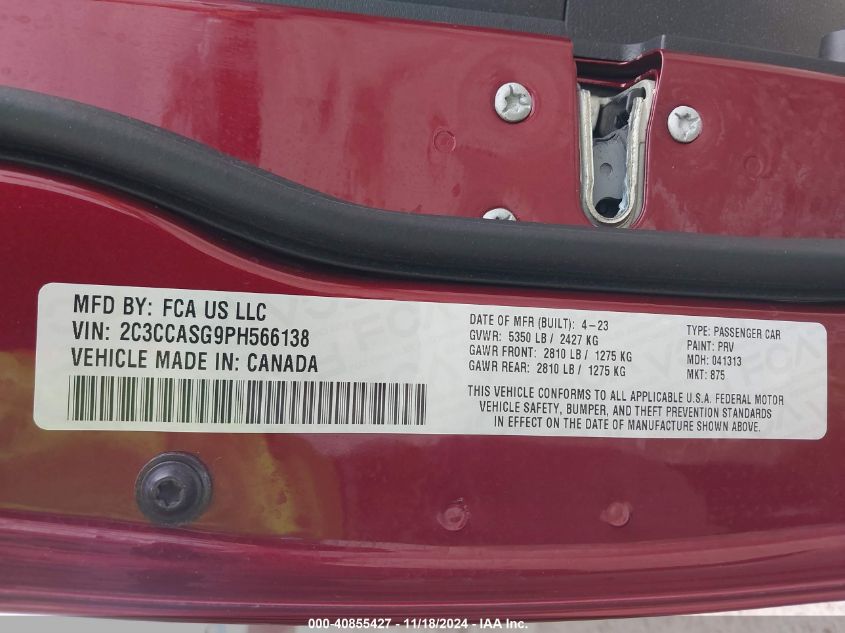 MFD BY: FCA US LLC
VIN: 2C3CCASG9PH566138
VEHICLE MADE IN: CANADA
DATE OF MFR (BUILT): 4-23
GVWR: 5350 LB / 2427 KG
GAWR FRONT: 2810 LB / 1275 KG
GAWR REAR: 2810 LB / 1275 KG
TYPE: PASSENGER CAR
PAINT: PRV
MDH: 041313
MKT: 875
THIS VEHICLE CONFORMS TO ALL APPLICABLE U.S.A. FEDERAL MOTOR
VEHICLE SAFETY, BUMPER, AND THEFT PREVENTION STANDARDS
IN EFFECT ON THE DATE OF MANUFACTURE SHOWN ABOVE.
000-40855427 - 11/18/2024 - IAA Inc.